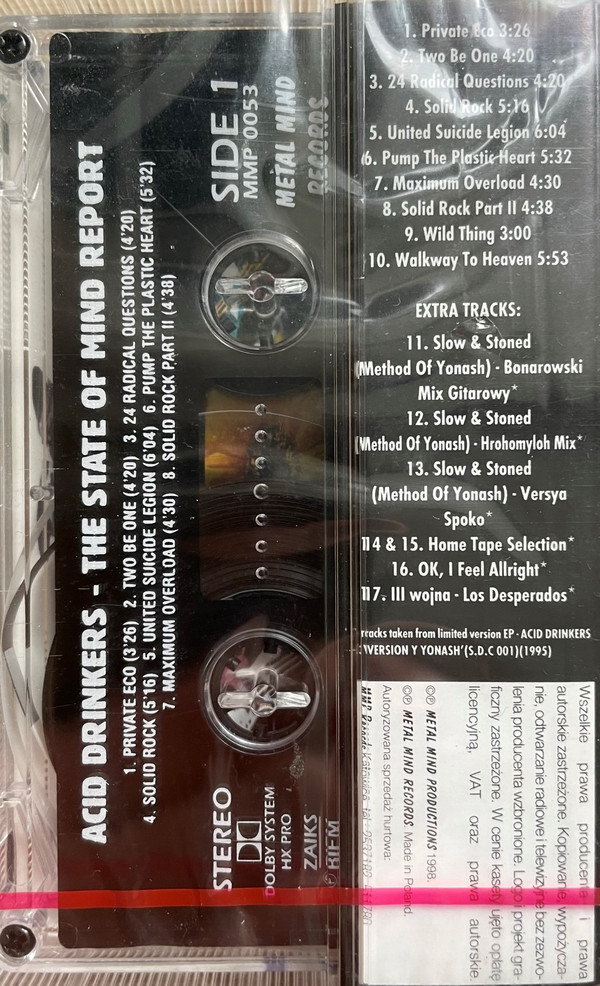 ACID DRINKERS - THE STATE OF MIND REPORT
1. PRIVATE ECO (3'26) 2. TWO BE ONE (4'20) 3. 24 RADICAL QUESTIONS (4'20)
4. SOLID ROCK (5'16) 5. UNITED SUICIDE LEGION (6'04) 6. PUMP THE PLASTIC HEART (5'32)
7. MAXIMUM OVERLOAD (4'30) 8. SOLID ROCK PART II (4'38)
SIDE 1
MMP 0053
METAL MIND
RECORDS
STEREO
DOLBY SYSTEM
HX PRO
ZAIKS
BIEM
1. Private Eco 3:26
2. Two Be One 4:20
3. 24 Radical Questions 4:20
4. Solid Rock 5:16
5. United Suicide Legion 6:04
6. Pump The Plastic Heart 5:32
7. Maximum Overload 4:30
8. Solid Rock Part II 4:38
9. Wild Thing 3:00
10. Walkway To Heaven 5:53
EXTRA TRACKS:
11. Slow & Stoned
(Method Of Yonash) - Bonarowski
Mix Gitarowy*
12. Slow & Stoned
(Method Of Yonash) - Hrohomyloh Mix*
13. Slow & Stoned
(Method Of Yonash) - Versya
Spoko*
14 & 15. Home Tape Selection*
16. OK, I Feel Allright*
17. III wojna - Los Desperados*
tracks taken from limited version EP - ACID DRINKERS
'VERSION Y YONASH' (S.D.C 001)(1995)
Wszelkie prawa producenta i prawa
autorskie zastrzeżone. Kopiowanie, wypożycza-
nie, odtwarzanie radiowe i telewizyjne bez zezwo-
lenia producenta wzbronione. Logo i projekt gra-
ficzny zastrzeżone. W cenie kasety ujęto opłatę
licencyjną, VAT oraz prawa autorskie.
©℗ METAL MIND PRODUCTIONS 1998.
©℗ METAL MIND RECORDS. Made in Poland.
Autoryzowana sprzedaż hurtowa:
MMP Records Katowice, tel.